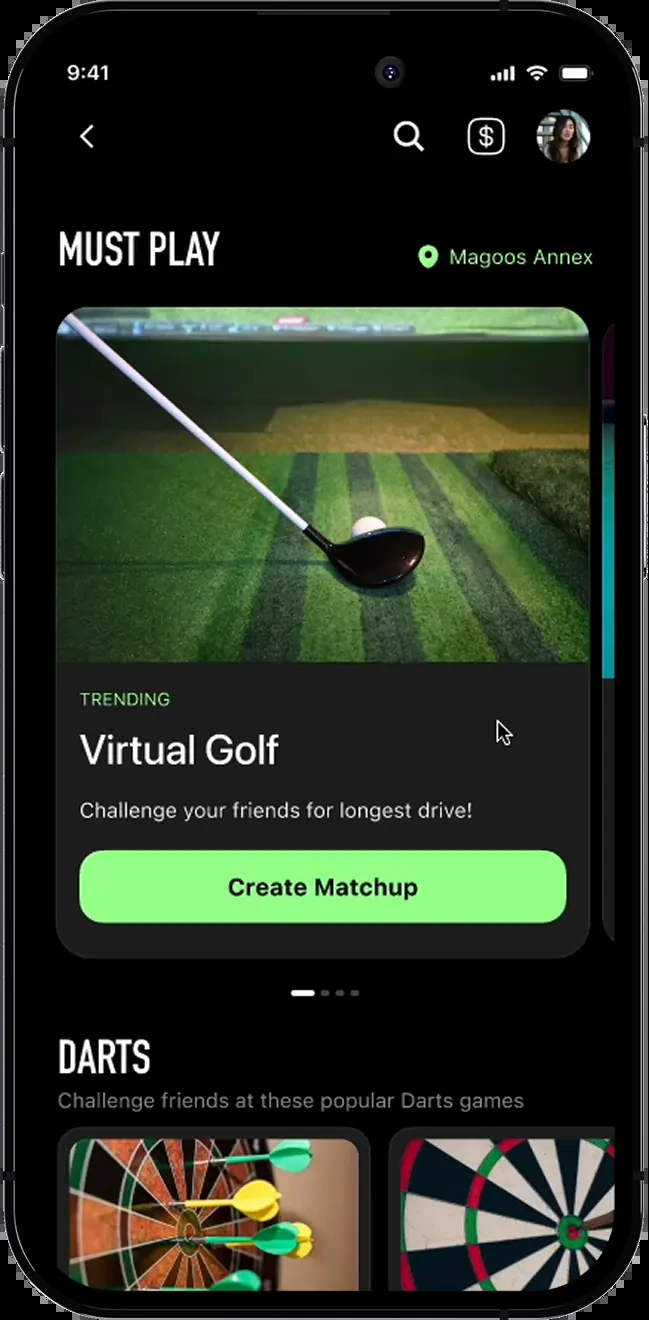 9:41
$
MUST PLAY
Magoos Annex
TRENDING
Virtual Golf
Challenge your friends for longest drive!
Create Matchup
DARTS
Challenge friends at these popular Darts games